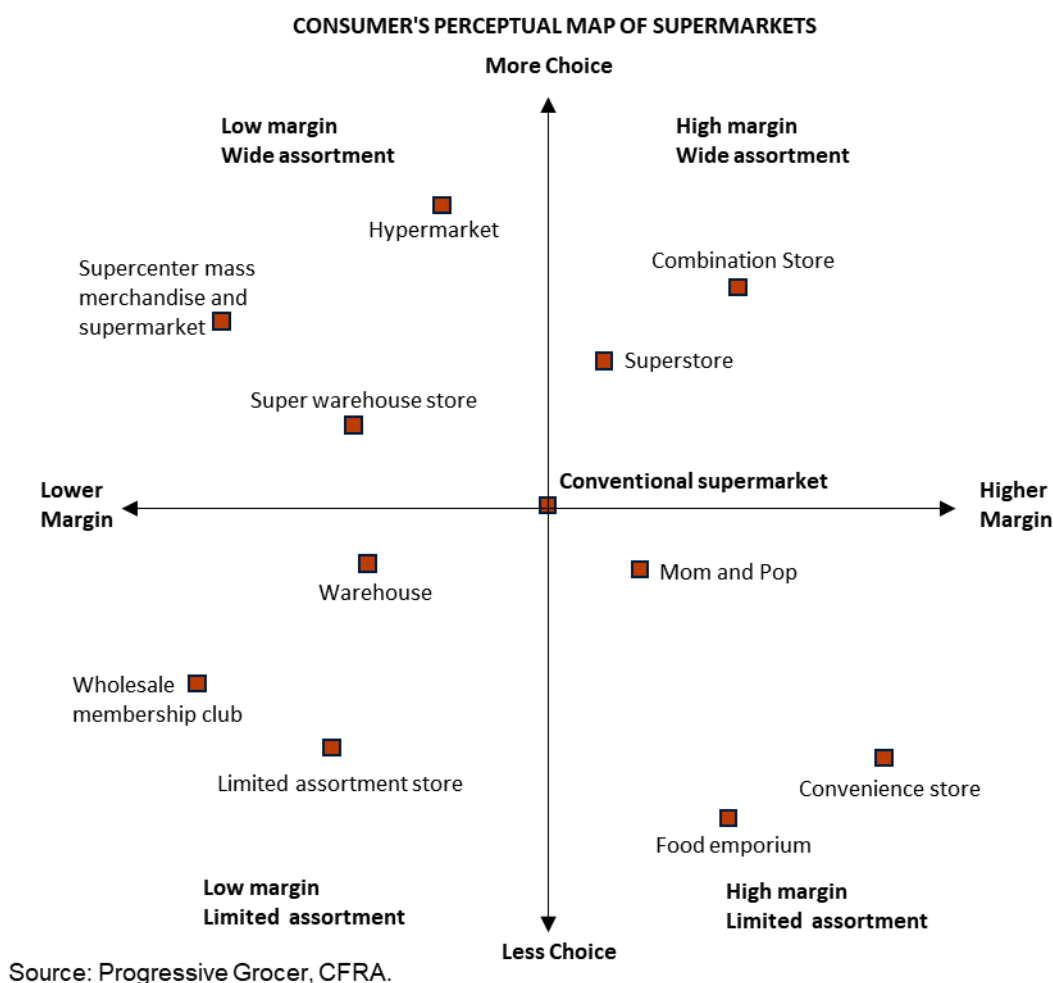 CONSUMER'S PERCEPTUAL MAP OF SUPERMARKETS
More Choice
Low margin
Wide assortment
High margin
Wide assortment
Hypermarket
Combination Store
Supercenter mass
merchandise and
supermarket
Superstore
Super warehouse store
Conventional supermarket
Lower
Margin
Higher
Margin
Warehouse
Mom and Pop
Wholesale
membership club
Limited assortment store
Convenience store
Food emporium
Low margin
Limited assortment
High margin
Limited assortment
Less Choice
Source: Progressive Grocer, CFRA.